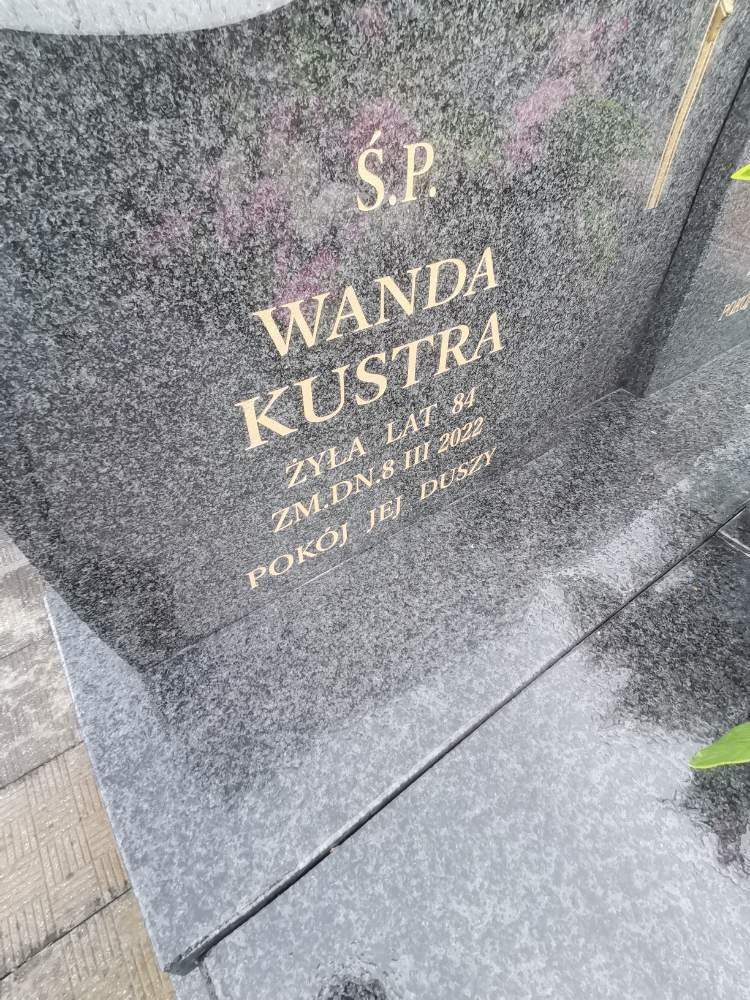 Ś.P.
WANDA
KUSTRA
ŻYŁA LAT 84
ZM.DN.8 III 2022
POKÓJ JEJ DUSZY